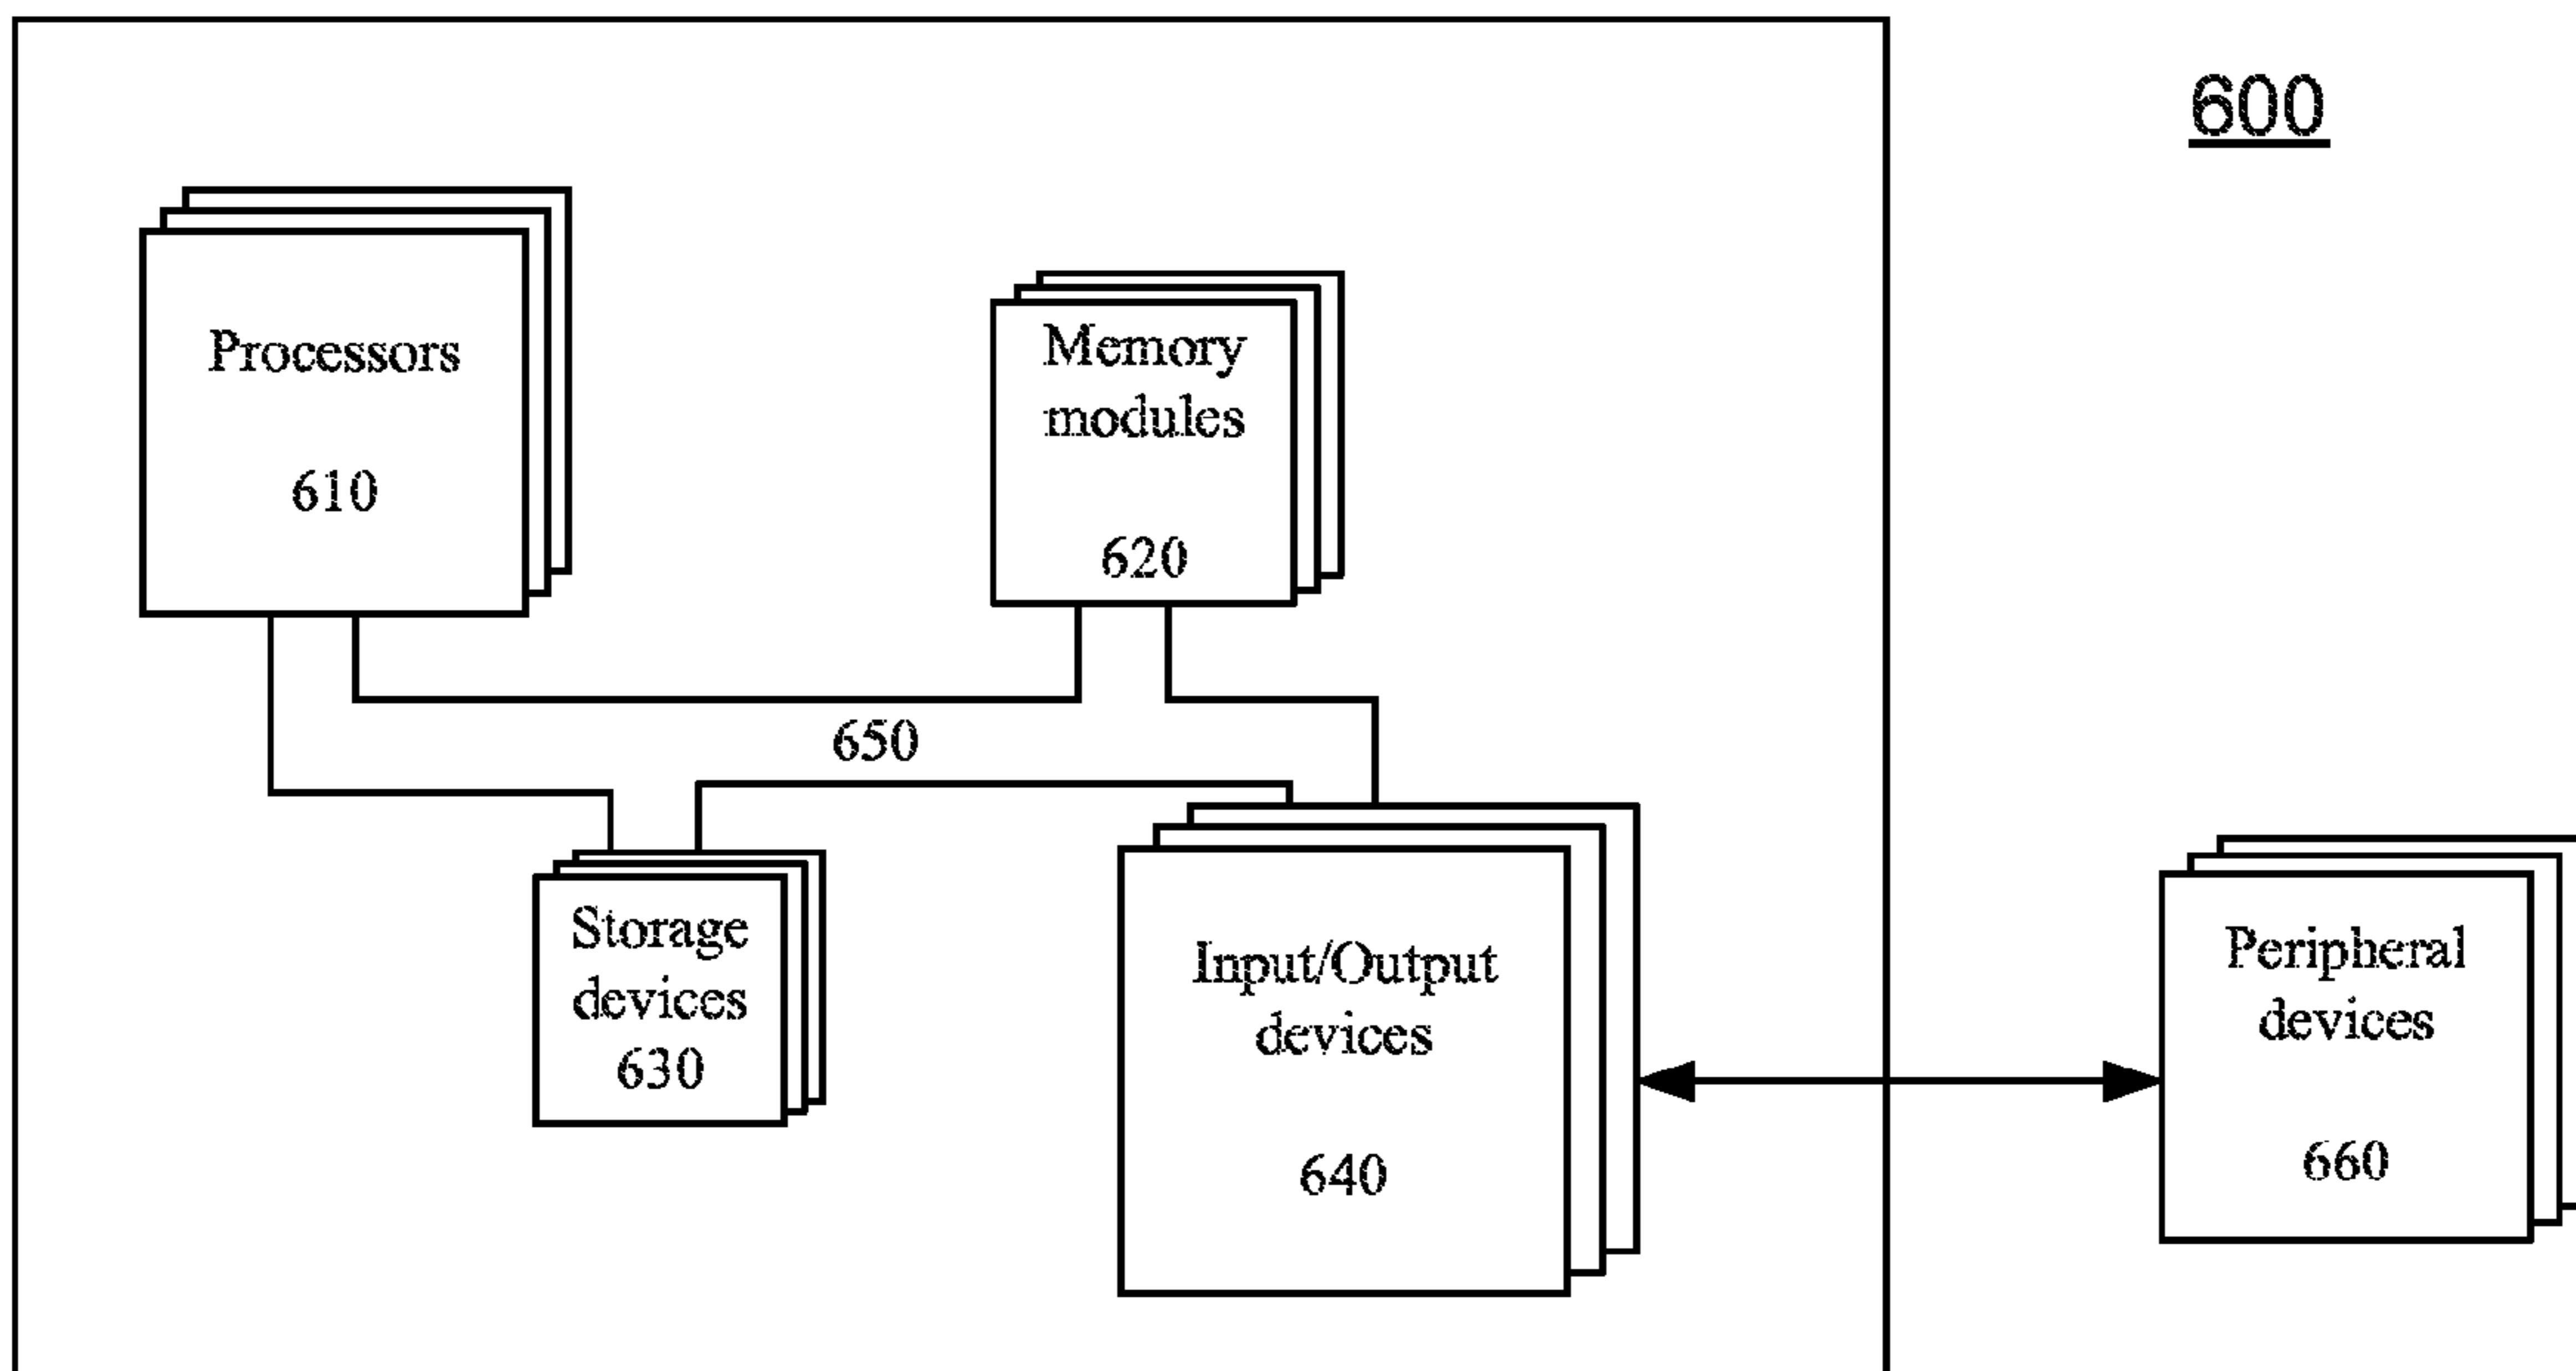 600
Processors
610
Memory
modules
620
650
Storage
devices
630
Input/Output
devices
640
Peripheral
devices
660